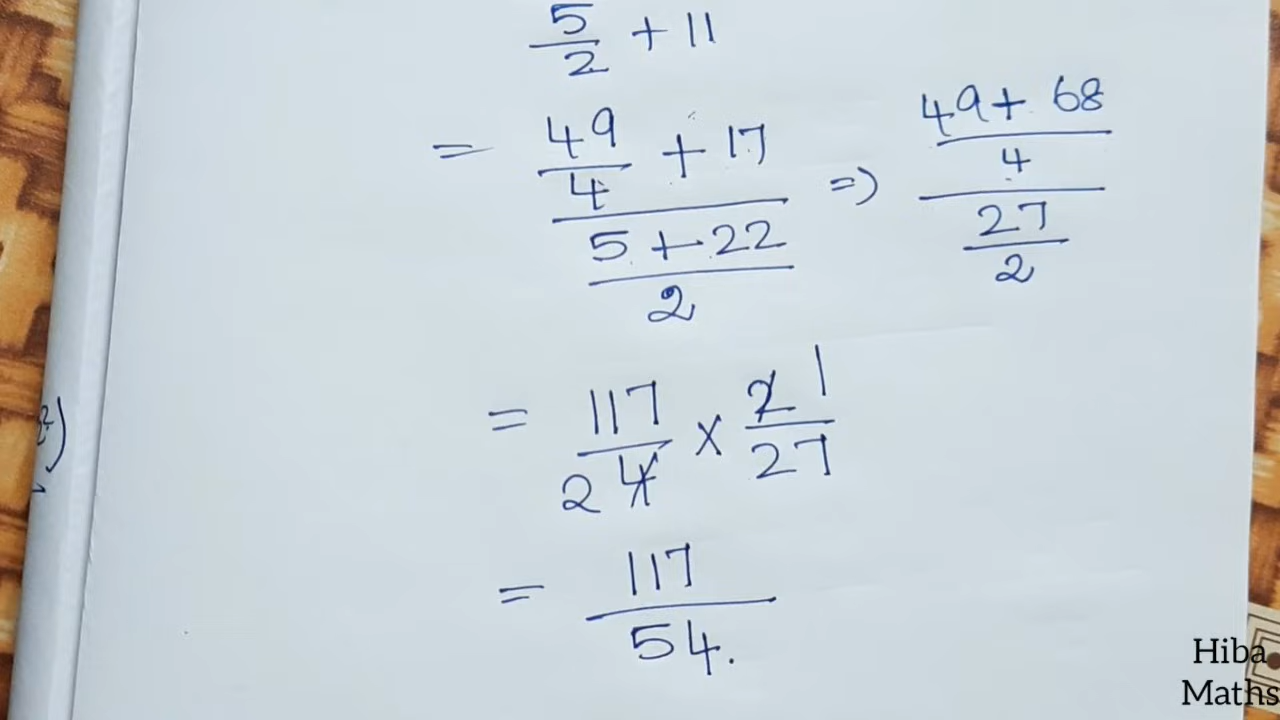 5/2 + 11
= (49/4 + 17)/((5 + 22)/2) => ((49 + 68)/4)/(27/2)
= 117/(2 4) × (2 1)/27
= 117/54.
2)
Hiba
Maths